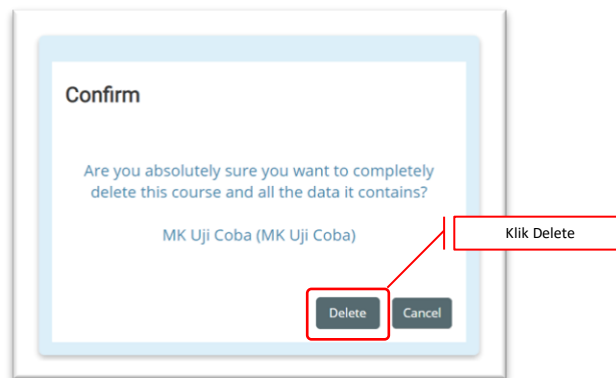 Confirm
Are you absolutely sure you want to completely
delete this course and all the data it contains?
MK Uji Coba (MK Uji Coba)
Klik Delete
Delete
Cancel